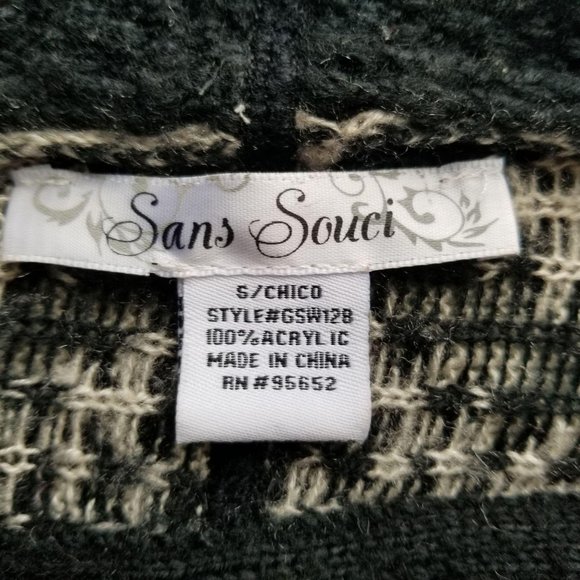 Sans Souci
S/CHICO
STYLE#GSW128
100%ACRYLIC
MADE IN CHINA
RN #95652